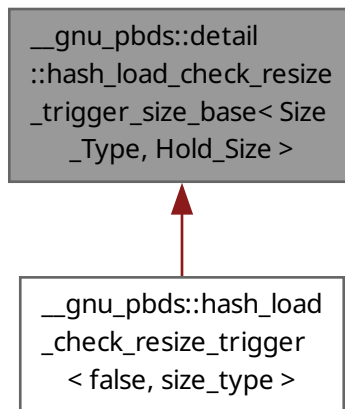 __gnu_pbds::detail
::hash_load_check_resize
_trigger_size_base< Size
_Type, Hold_Size >
__gnu_pbds::hash_load
_check_resize_trigger
< false, size_type >